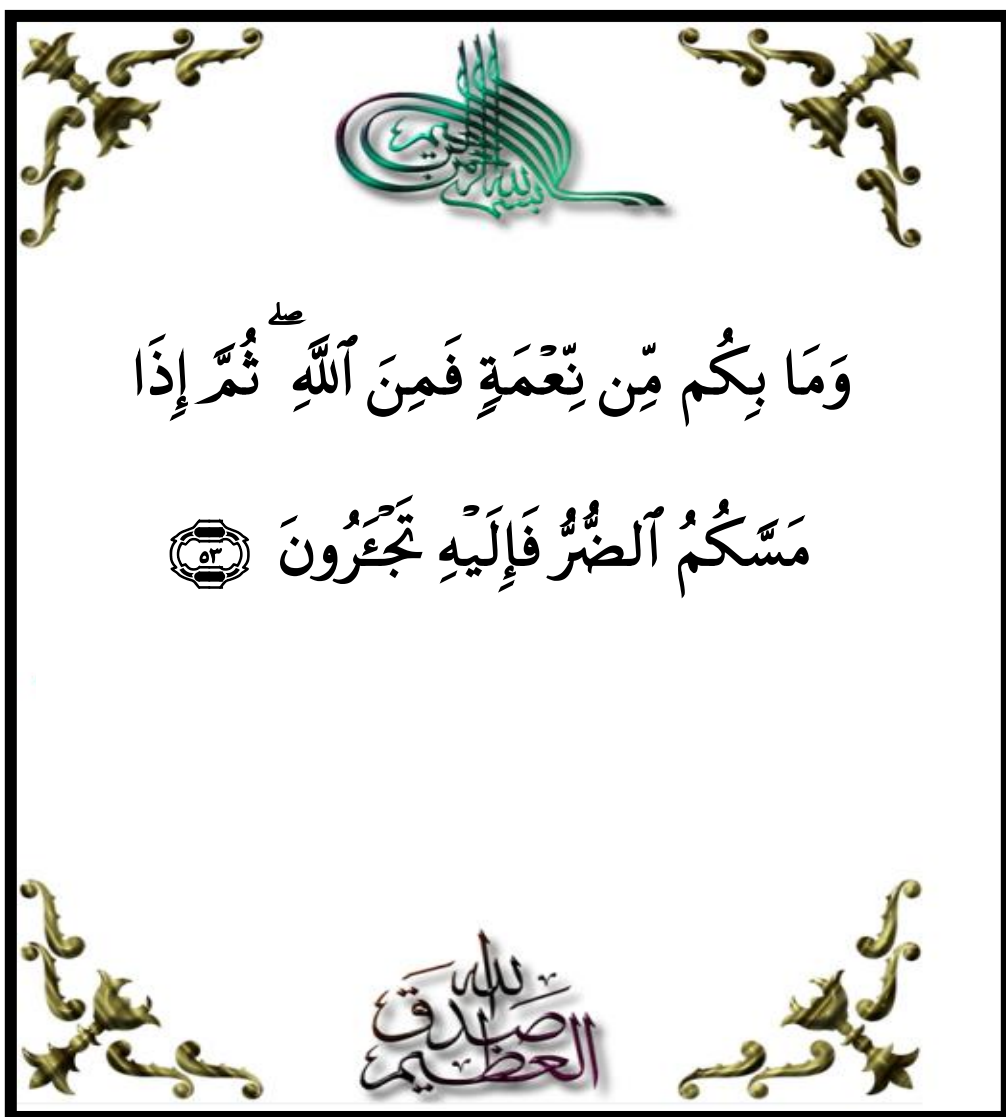 بسم الله الرحمن الرحيم
وَمَا بِكُم مِّن نِّعْمَةٍ فَمِنَ ٱللَّهِ ۖ ثُمَّ إِذَا
مَسَّكُمُ ٱلضُّرُّ فَإِلَيْهِ تَجْـَٔرُونَ ٥٣
صدق الله العظيم